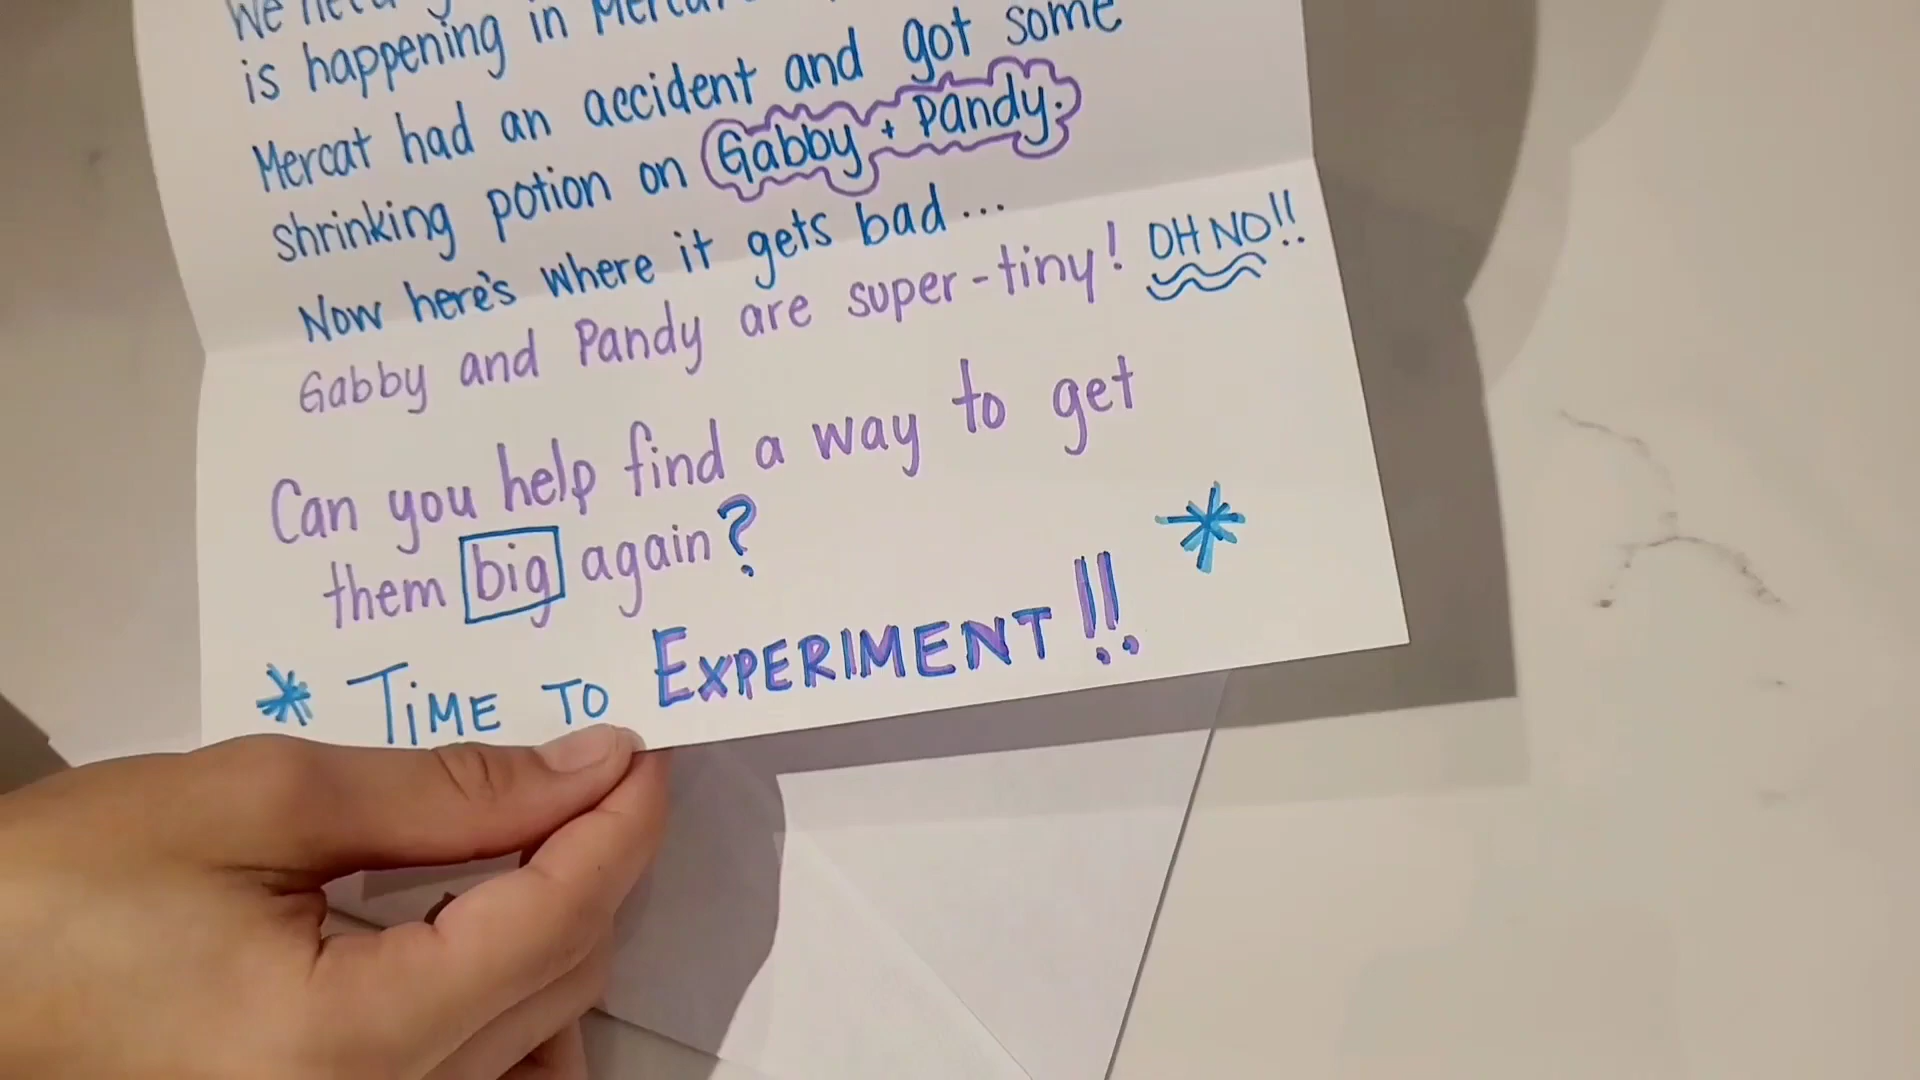 We need
is happening in
Mercat had an accident and got some
shrinking potion on Gabby + Pandy.
Now here's where it gets bad...
Gabby and Pandy are super-tiny! OH NO!!
Can you help find a way to get
them big again?
* TiME TO EXPERIMENT!! *